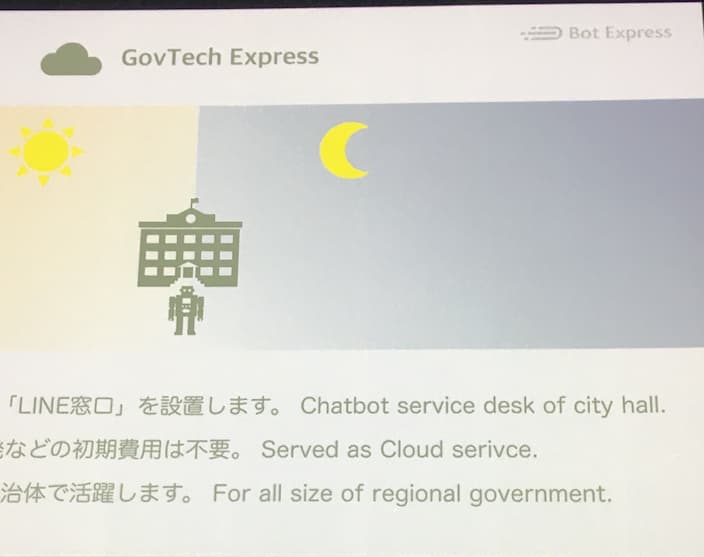 GovTech Express
Bot Express
「LINE窓口」を設置します。 Chatbot service desk of city hall.
などの初期費用は不要。 Served as Cloud serivce.
治体で活躍します。 For all size of regional government.